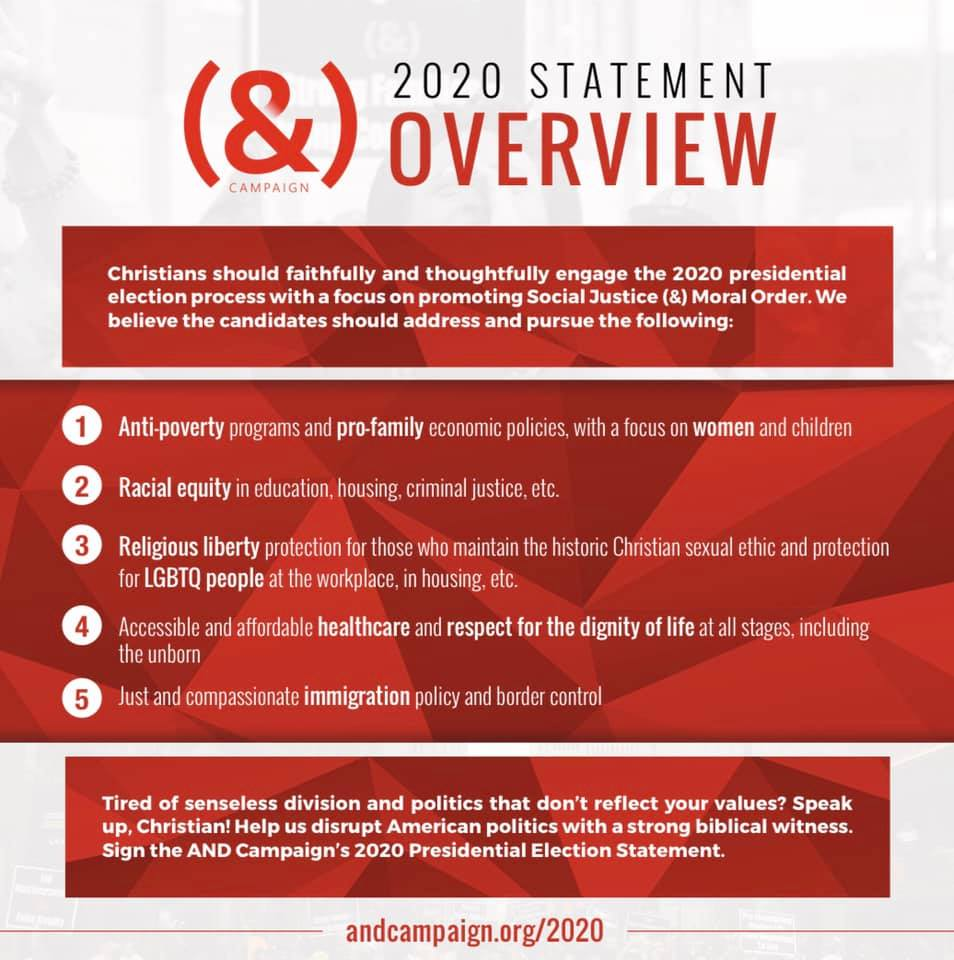 (&)
CAMPAIGN
2020 STATEMENT
OVERVIEW
Christians should faithfully and thoughtfully engage the 2020 presidential
election process with a focus on promoting Social Justice (&) Moral Order. We
believe the candidates should address and pursue the following:
1 Anti-poverty programs and pro-family economic policies, with a focus on women and children
2 Racial equity in education, housing, criminal justice, etc.
3 Religious liberty protection for those who maintain the historic Christian sexual ethic and protection
for LGBTQ people at the workplace, in housing, etc.
4 Accessible and affordable healthcare and respect for the dignity of life at all stages, including
the unborn
5 Just and compassionate immigration policy and border control
Tired of senseless division and politics that don’t reflect your values? Speak
up, Christian! Help us disrupt American politics with a strong biblical witness.
Sign the AND Campaign’s 2020 Presidential Election Statement.
andcampaign.org/2020